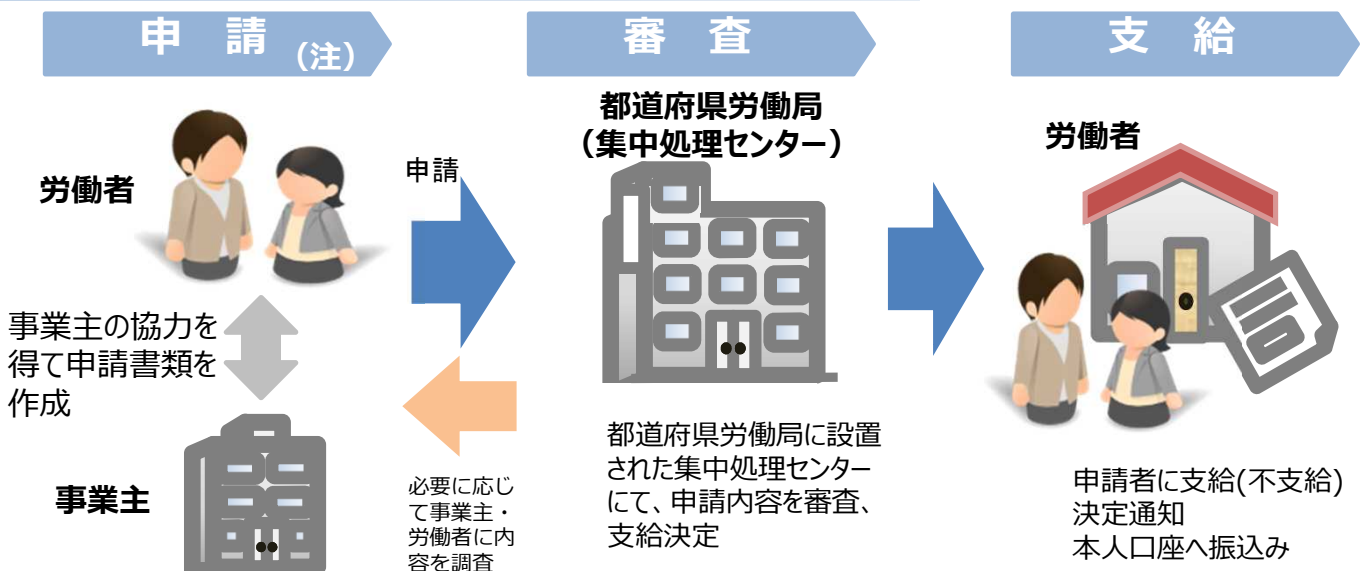 申　請（注）
審　査
支　給
労働者
事業主の協力を
得て申請書類を
作成
事業主
申請
必要に応じ
て事業主・
労働者に内
容を調査
都道府県労働局
（集中処理センター）
都道府県労働局に設置
された集中処理センター
にて、申請内容を審査、
支給決定
労働者
申請者に支給(不支給)
決定通知
本人口座へ振込み